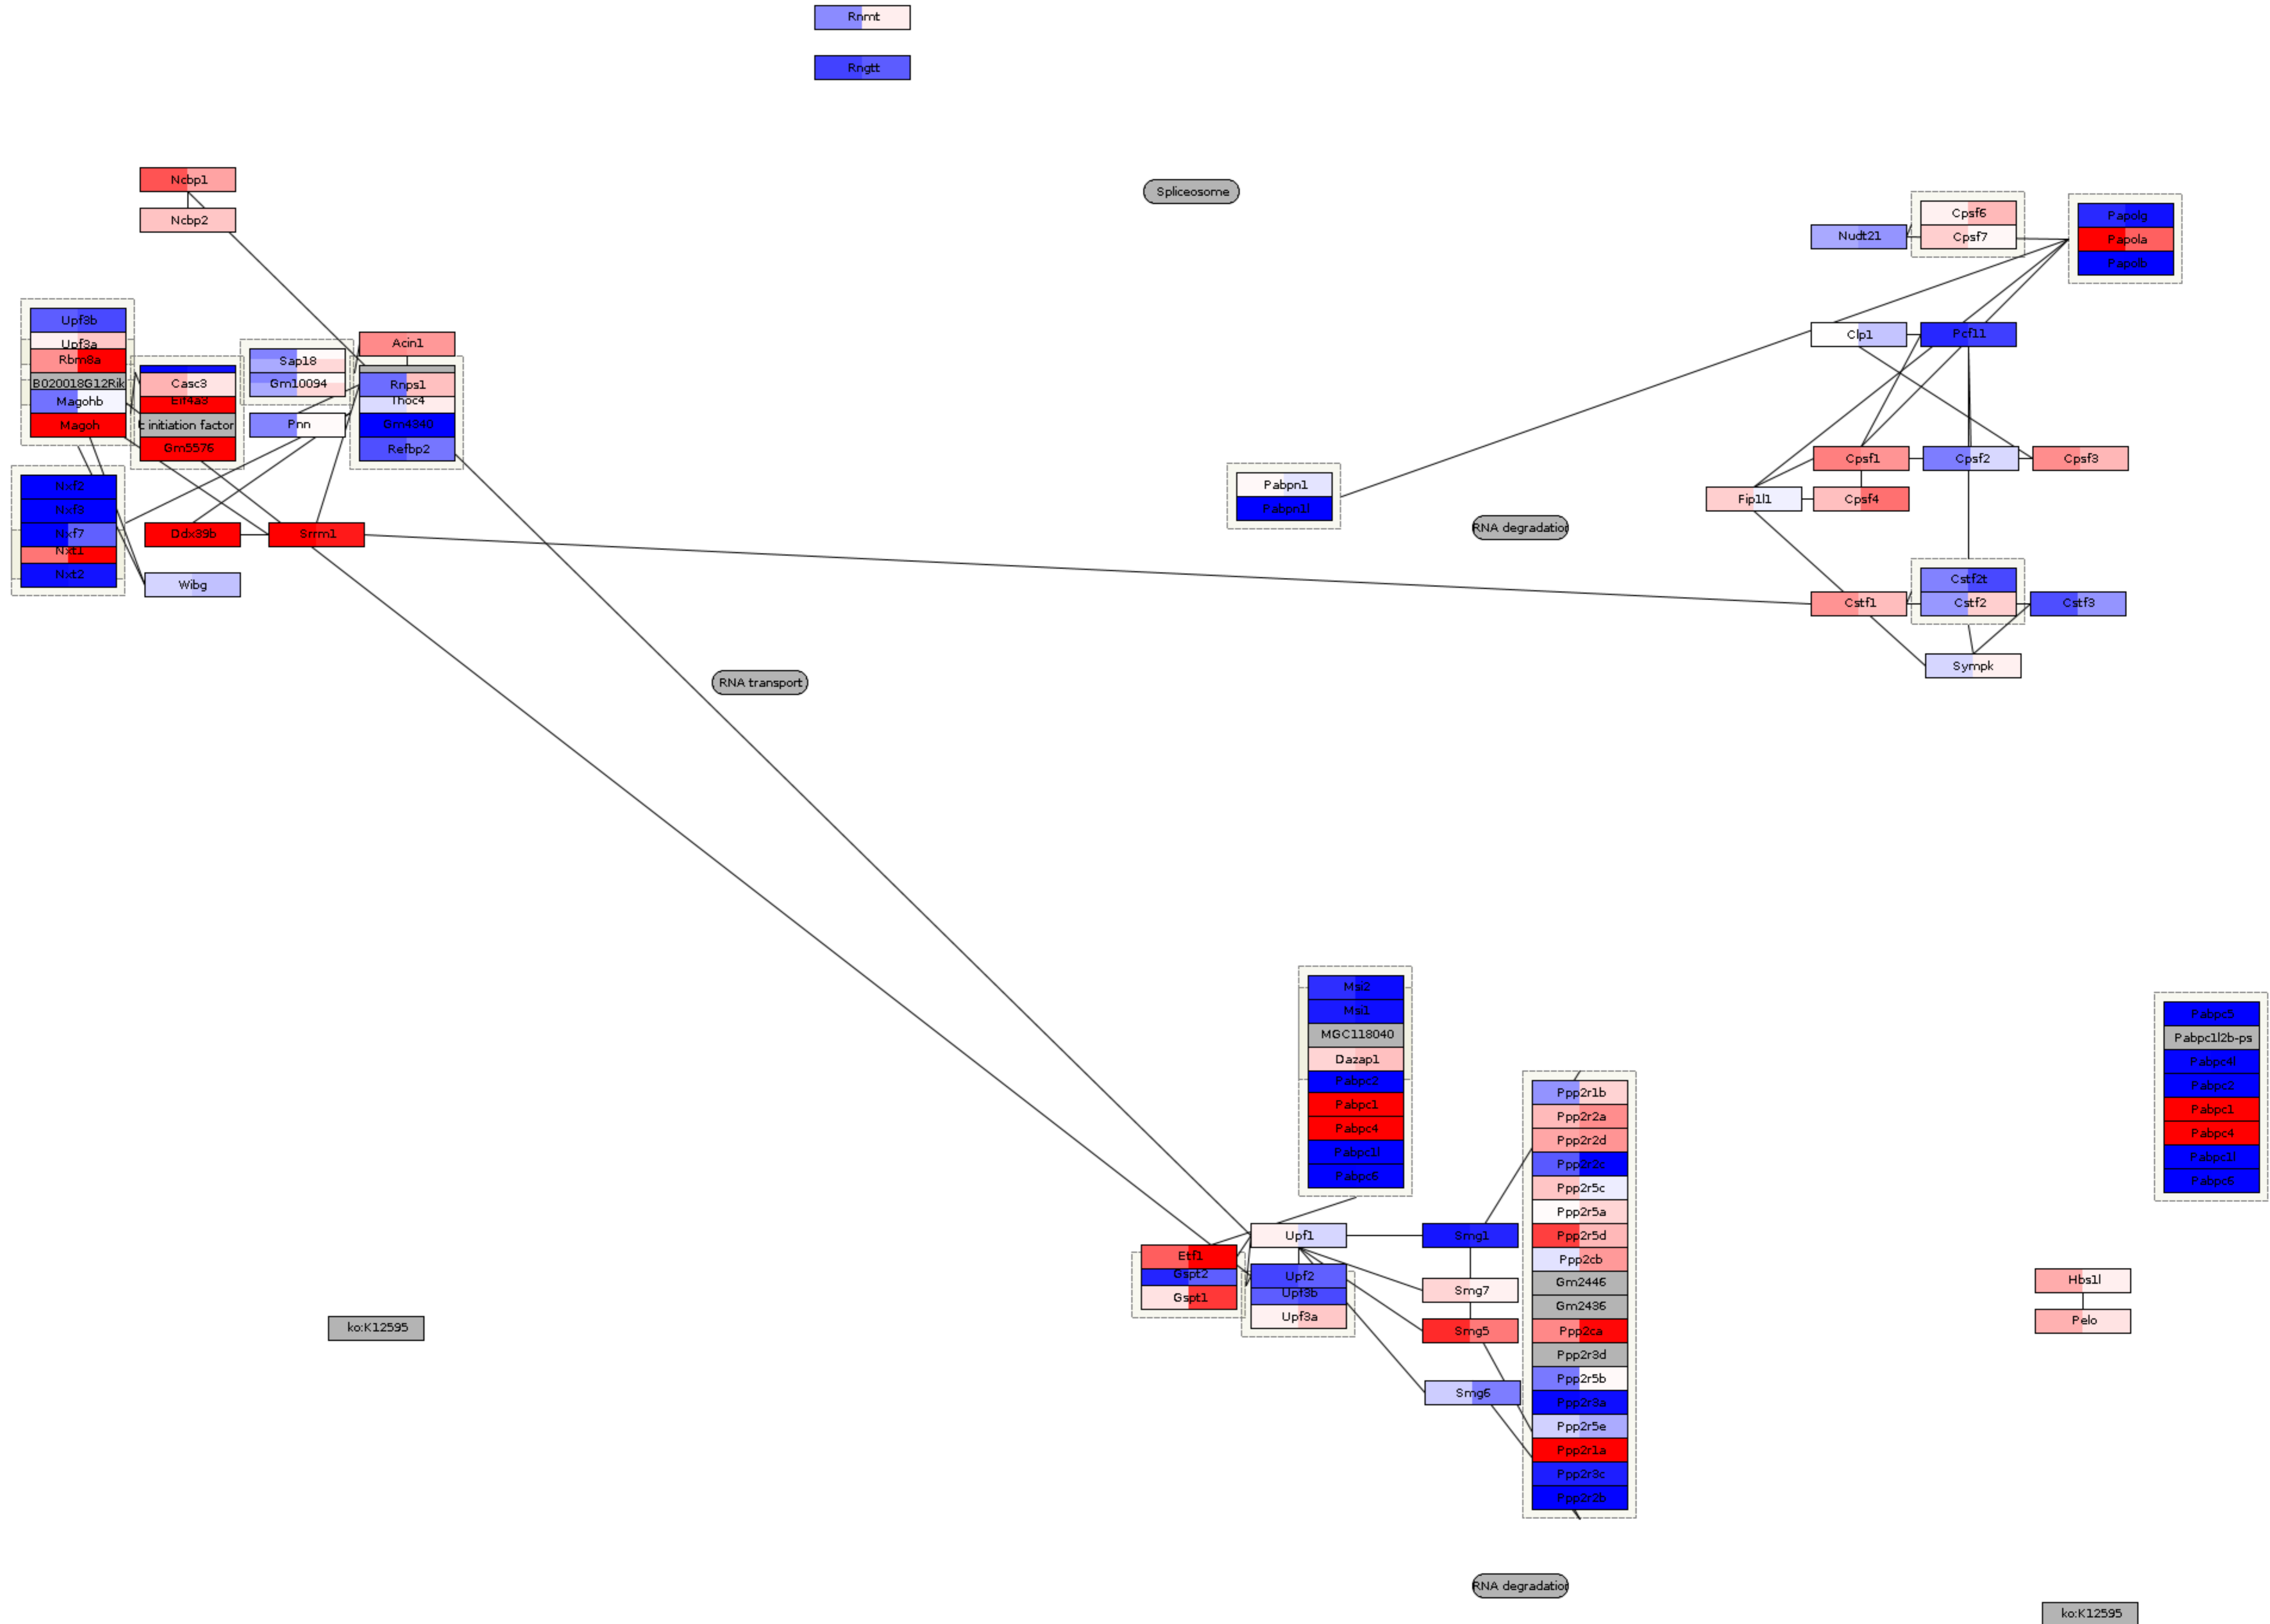 Rnmt
Rngtt
Ncbp1
Spliceosome
Ncbp2
Cpsf6
Papolg
Nudt21
Cpsf7
Papola
Papolb
Upf3b
Clp1
Pcf11
Upf3a
Acin1
Rbm8a
Sap18
B020018G12Rik
Casc3
Gm10094
Rnps1
Magohb
Eif4a3
Thoc4
Magoh
t initiation factor
Pnn
Gm4340
Gm5576
Refbp2
Cpsf1
Cpsf2
Cpsf3
Nxf2
Pabpn1
Fip1l1
Cpsf4
Nxf3
Pabpn1l
Nxf7
Ddx39b
Srrm1
RNA degradation
Nxt1
Nxt2
Wibg
Cstf2t
Cstf1
Cstf2
Cstf3
Sympk
RNA transport
Msi2
Msi1
Pabpc5
MGC118040
Pabpc1l2b-ps
Dazap1
Pabpc4l
Pabpc2
Pabpc2
Ppp2r1b
Pabpc1
Pabpc1
Ppp2r2a
Pabpc4
Pabpc4
Ppp2r2d
Pabpc1l
Pabpc1l
Ppp2r2c
Pabpc6
Pabpc6
Ppp2r5c
Ppp2r5a
Upf1
Smg1
Ppp2r5d
Etf1
Ppp2cb
Gspt2
Upf2
Gm2446
Hbs1l
Upf3b
Smg7
Gspt1
Gm2436
Upf3a
Pelo
ko:K12595
Smg5
Ppp2ca
Ppp2r3d
Ppp2r5b
Smg6
Ppp2r3a
Ppp2r5e
Ppp2r1a
Ppp2r3c
Ppp2r2b
RNA degradation
ko:K12595